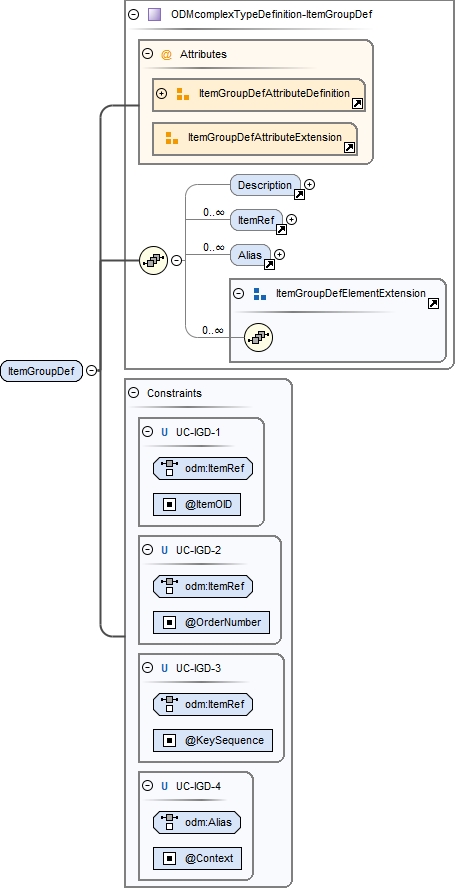 ODMcomplexTypeDefinition-ItemGroupDef
@ Attributes
ItemGroupDefAttributeDefinition
ItemGroupDefAttributeExtension
Description
0..∞
ItemRef
0..∞
Alias
ItemGroupDefElementExtension
0..∞
ItemGroupDef
Constraints
U UC-IGD-1
odm:ItemRef
@ItemOID
U UC-IGD-2
odm:ItemRef
@OrderNumber
U UC-IGD-3
odm:ItemRef
@KeySequence
U UC-IGD-4
odm:Alias
@Context